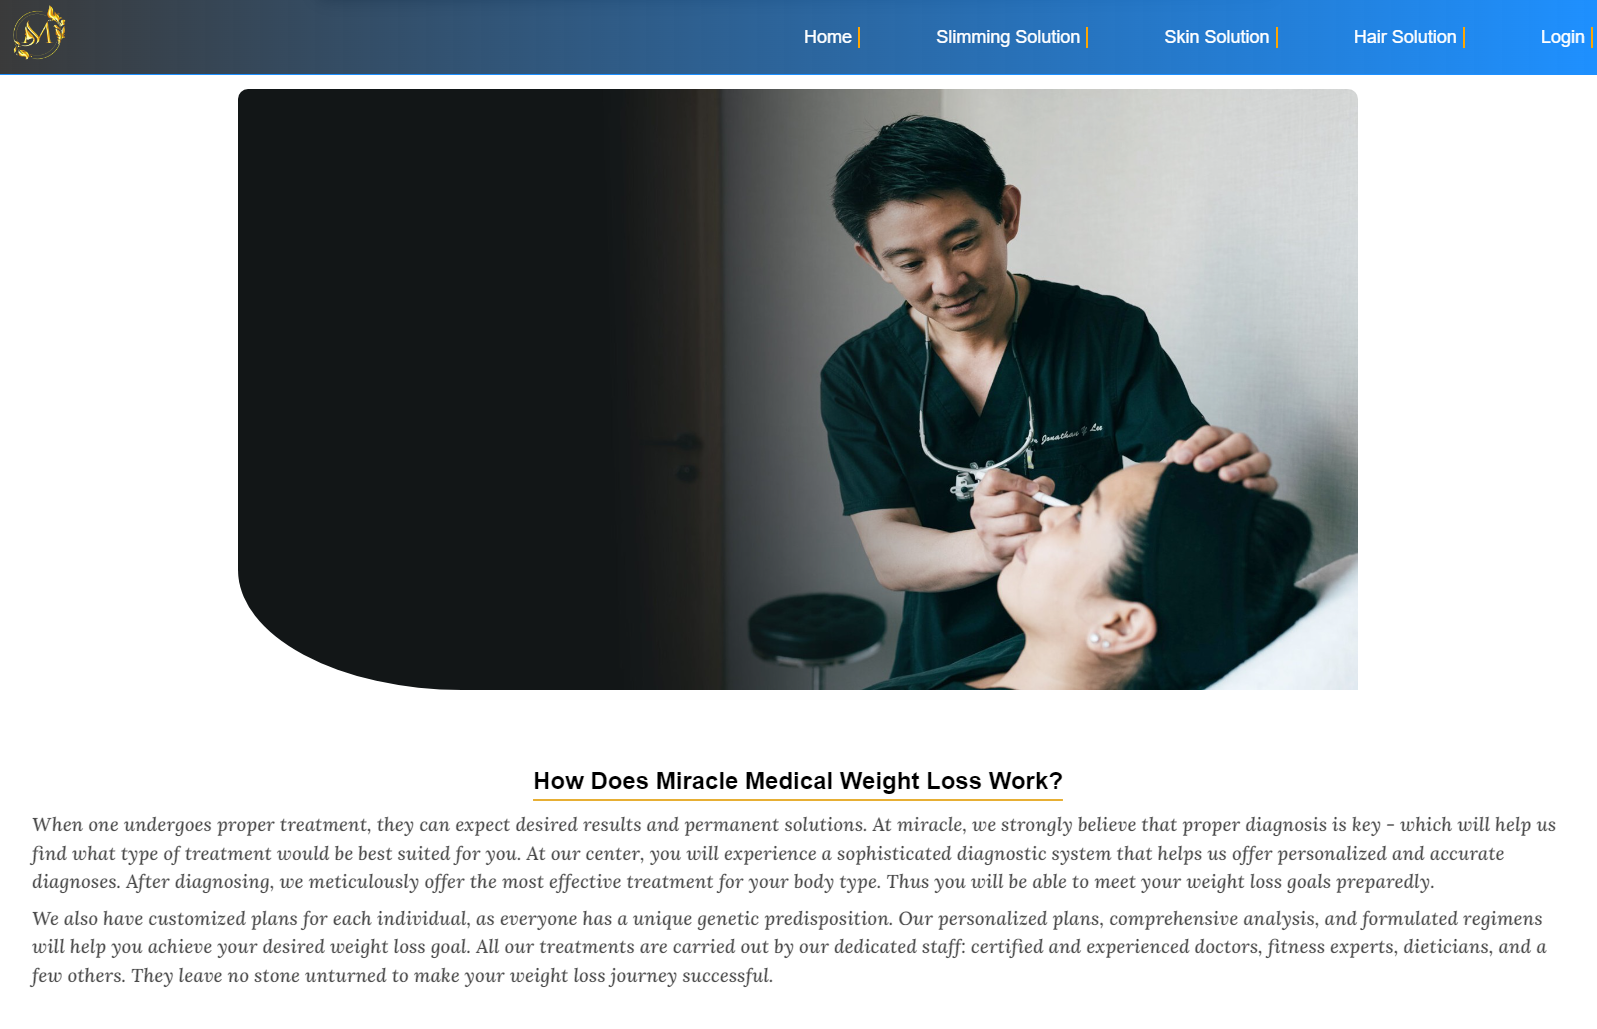 M
Home
Slimming Solution
Skin Solution
Hair Solution
Login
Dr Jonathan Y Lee
How Does Miracle Medical Weight Loss Work?
When one undergoes proper treatment, they can expect desired results and permanent solutions. At miracle, we strongly believe that proper diagnosis is key - which will help us
find what type of treatment would be best suited for you. At our center, you will experience a sophisticated diagnostic system that helps us offer personalized and accurate
diagnoses. After diagnosing, we meticulously offer the most effective treatment for your body type. Thus you will be able to meet your weight loss goals preparedly.
We also have customized plans for each individual, as everyone has a unique genetic predisposition. Our personalized plans, comprehensive analysis, and formulated regimens
will help you achieve your desired weight loss goal. All our treatments are carried out by our dedicated staff: certified and experienced doctors, fitness experts, dieticians, and a
few others. They leave no stone unturned to make your weight loss journey successful.